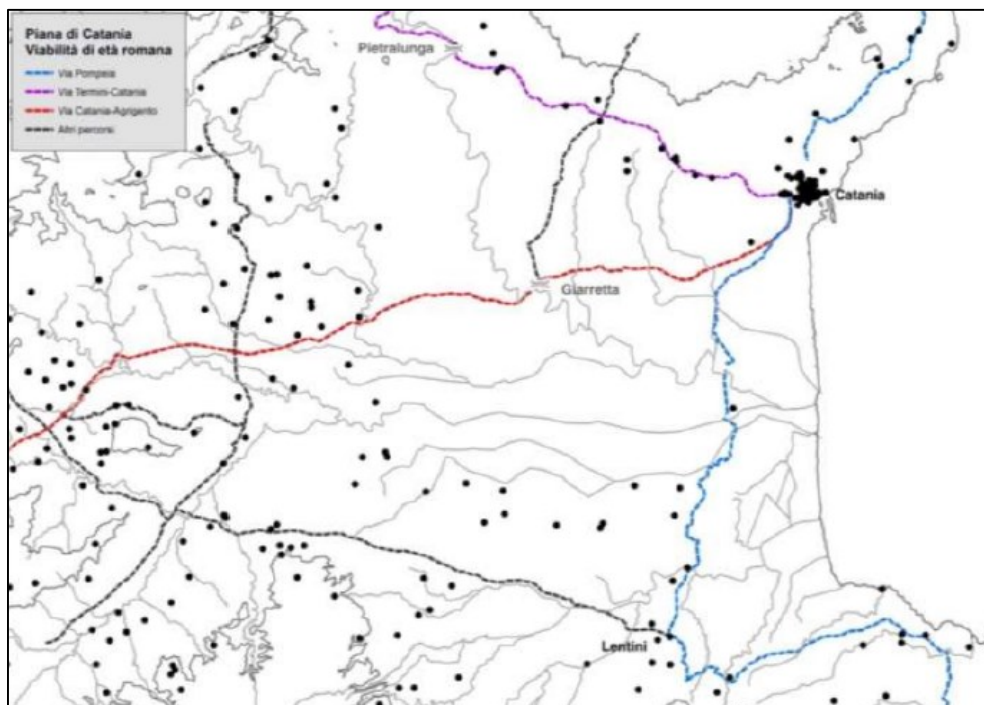 Piana di Catania
Viabilità di età romana
Via Pompeia
Via Termini-Catania
Via Catania-Agrigento
Altri percorsi
Pietralunga
Catania
Giarretta
Lentini